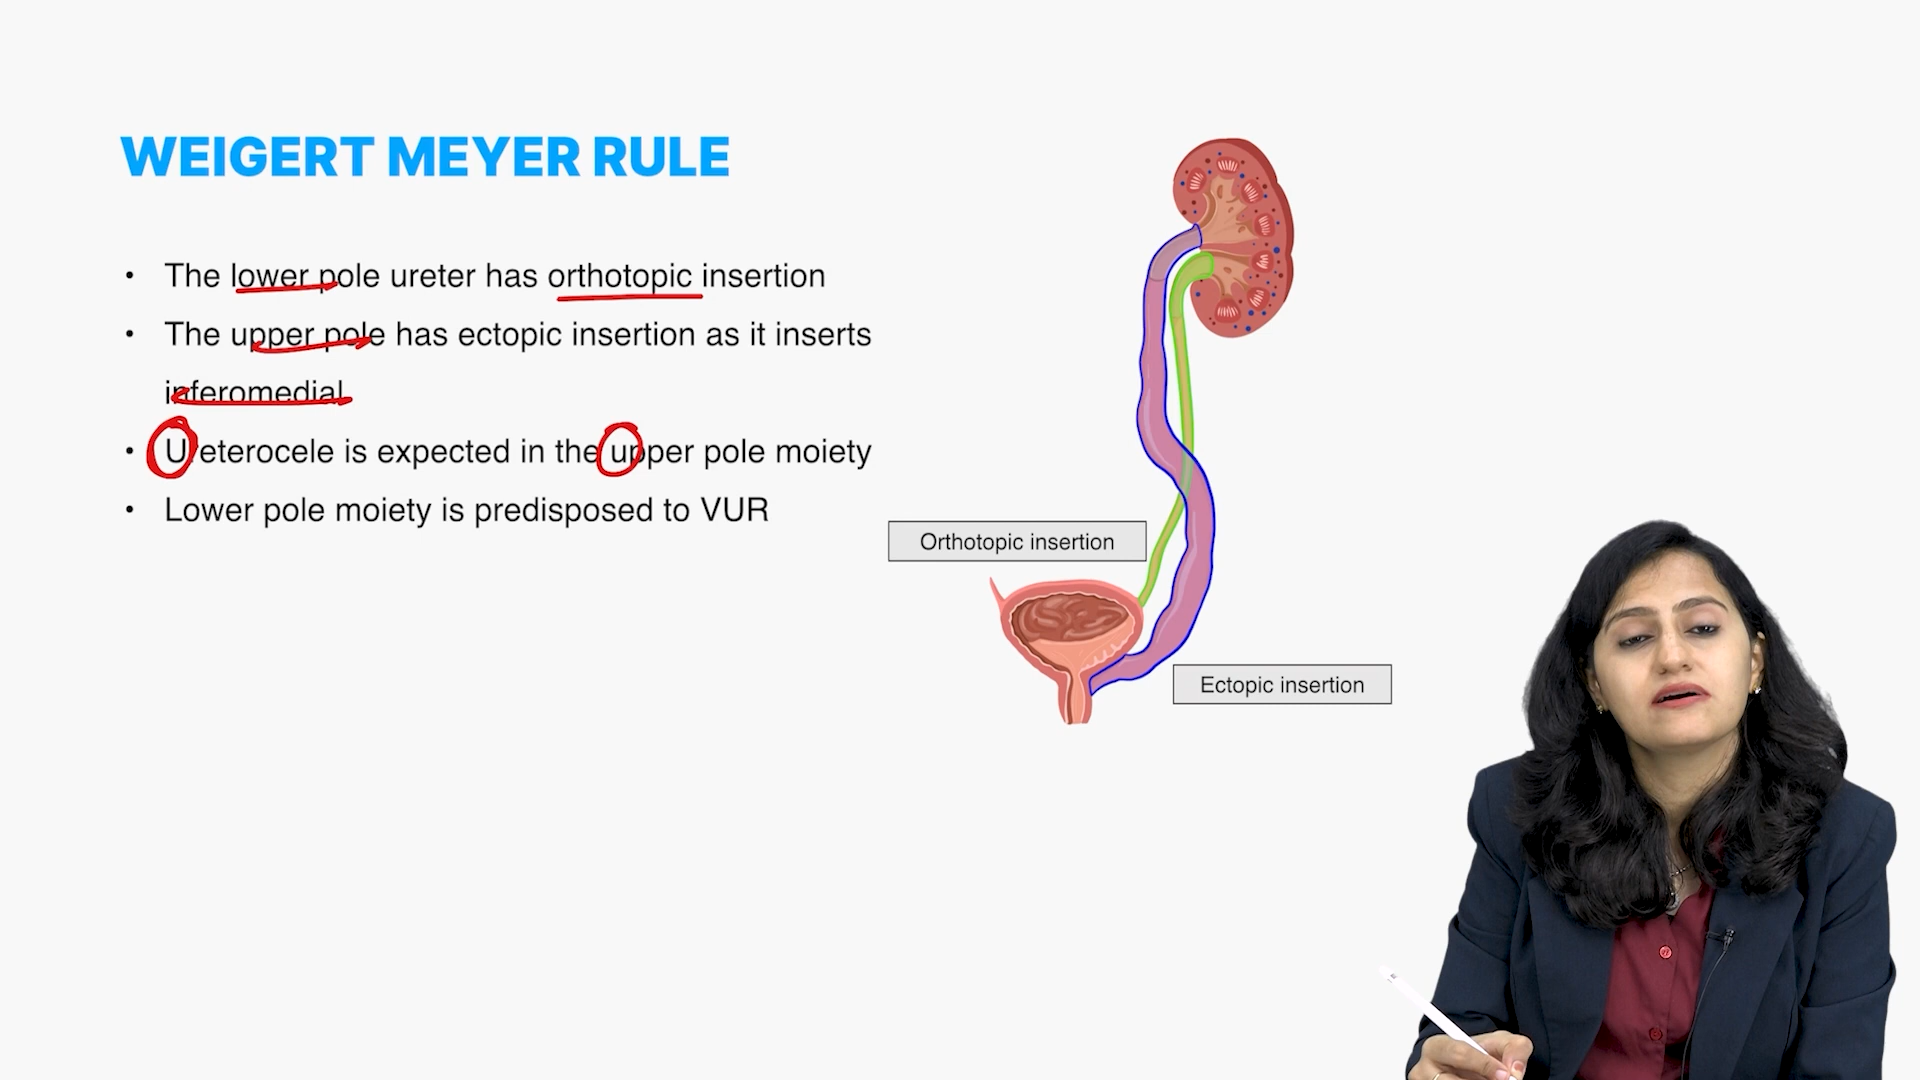 WEIGERT MEYER RULE
• The lower pole ureter has orthotopic insertion
• The upper pole has ectopic insertion as it inserts
inferomedial
• Ureterocele is expected in the upper pole moiety
• Lower pole moiety is predisposed to VUR
Orthotopic insertion
Ectopic insertion